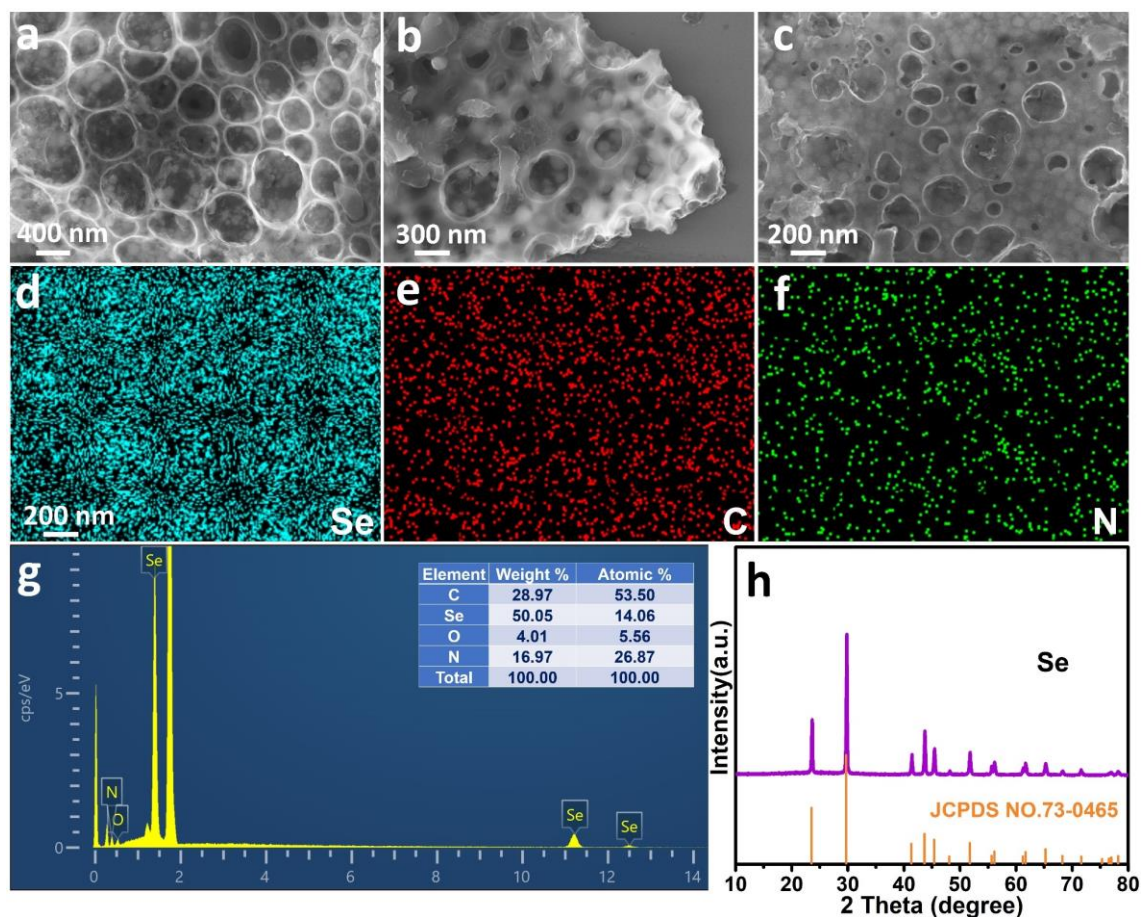 a
400 nm
b
300 nm
c
200 nm
d
200 nm
Se
e
C
f
N
g
Se
N
O
Se
Se
5
0
cps/eV
0 2 4 6 8 10 12 14
Element Weight % Atomic %
C 28.97 53.50
Se 50.05 14.06
O 4.01 5.56
N 16.97 26.87
Total 100.00 100.00
h
Se
JCPDS NO.73-0465
Intensity(a.u.)
10 20 30 40 50 60 70 80
2 Theta (degree)